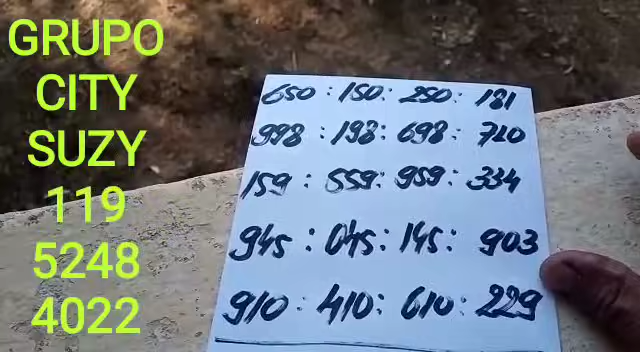 GRUPO
CITY
SUZY
119
5248
4022
650 : 150 : 250 : 181
998 : 198 : 698 : 710
159 : 559 : 959 : 334
945 : 045 : 145 : 903
910 : 410 : 610 : 229